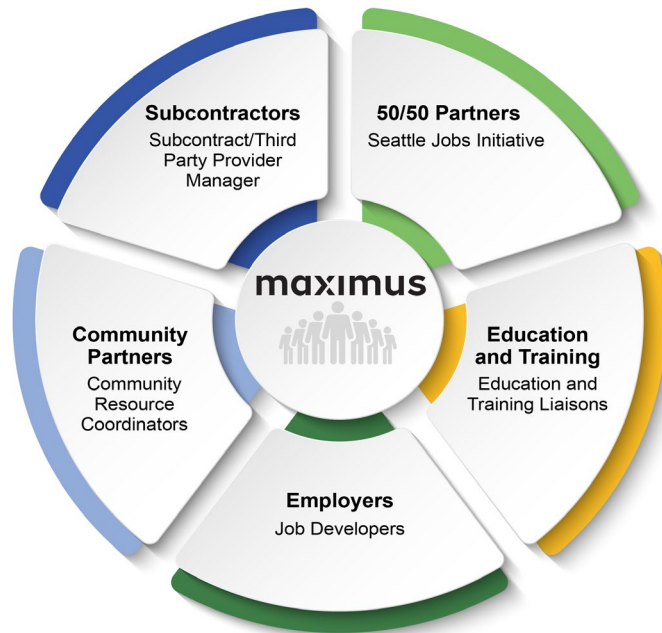 Subcontractors
Subcontract/Third
Party Provider
Manager
50/50 Partners
Seattle Jobs Initiative
maximus
Community
Partners
Community
Resource
Coordinators
Education
and Training
Education and
Training Liaisons
Employers
Job Developers